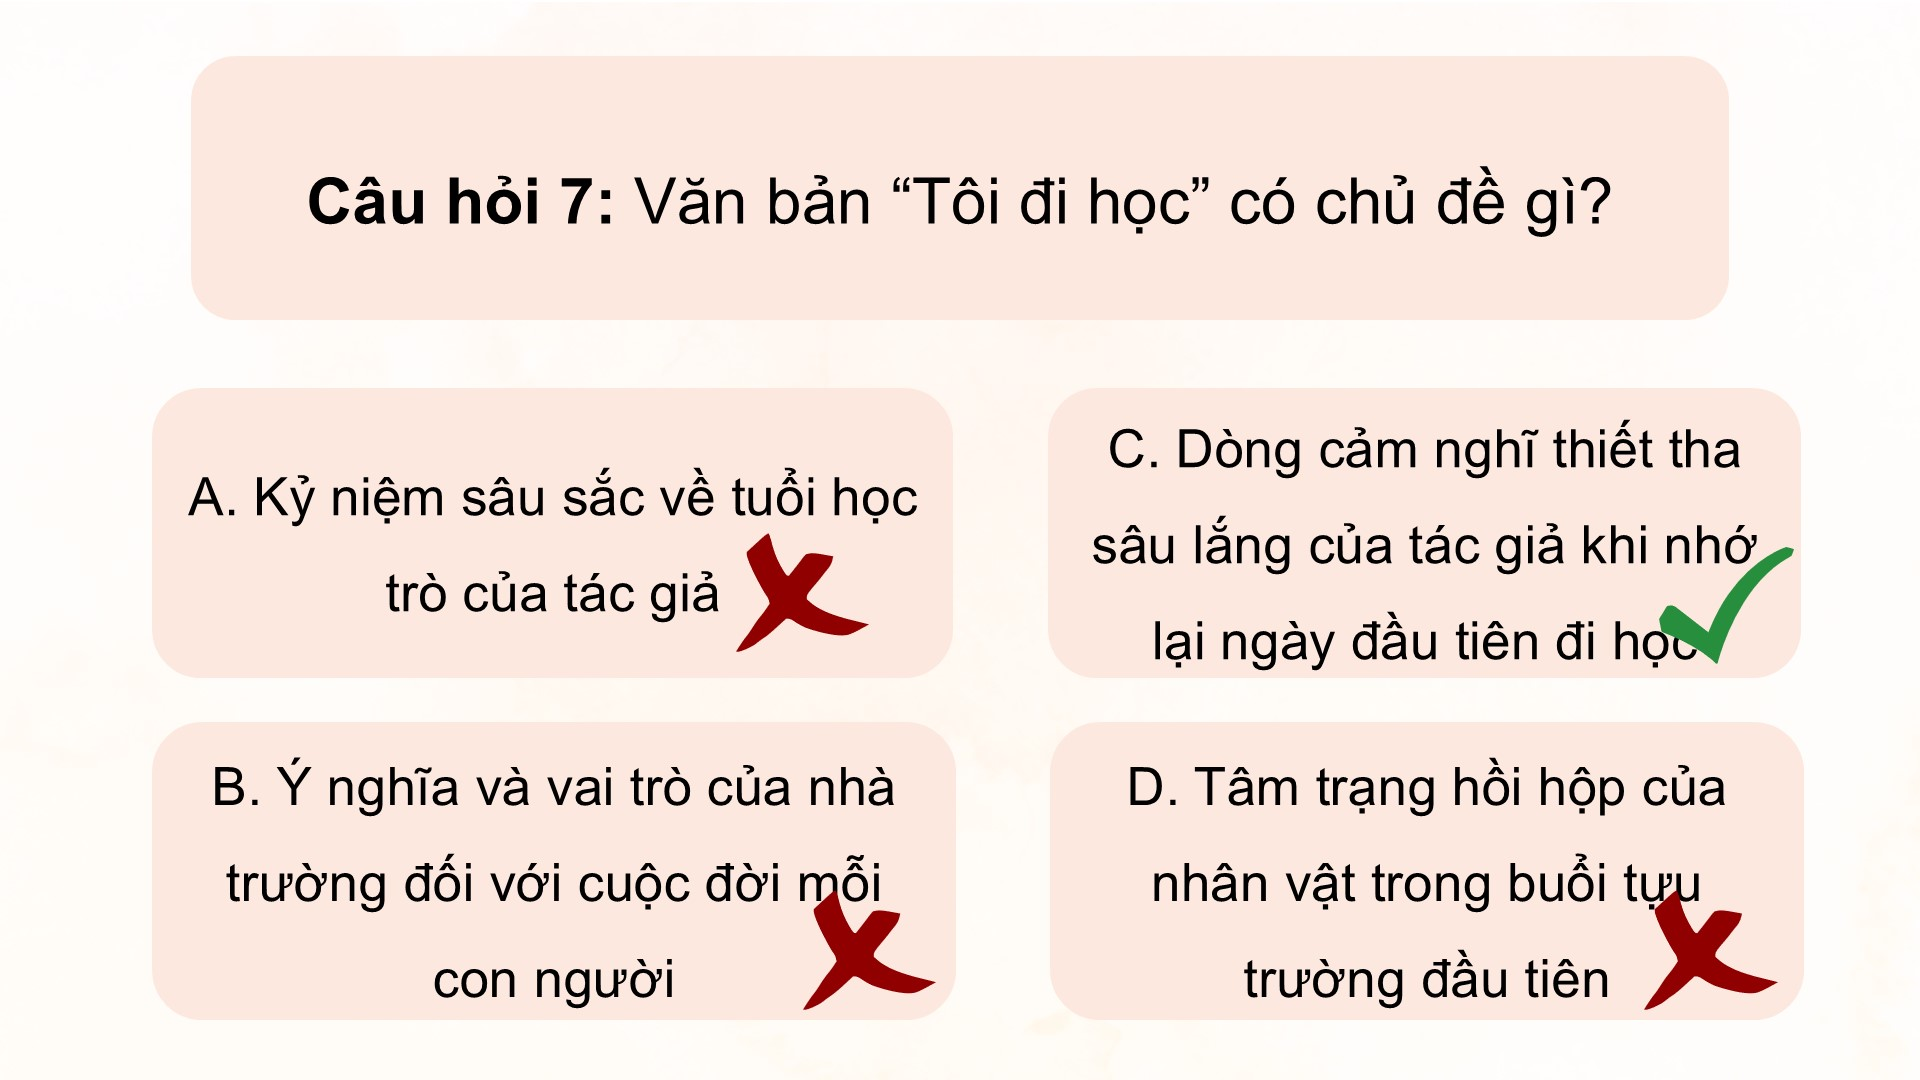 Câu hỏi 7: Văn bản “Tôi đi học” có chủ đề gì?
A. Kỷ niệm sâu sắc về tuổi học
trò của tác giả
C. Dòng cảm nghĩ thiết tha
sâu lắng của tác giả khi nhớ
lại ngày đầu tiên đi học
B. Ý nghĩa và vai trò của nhà
trường đối với cuộc đời mỗi
con người
D. Tâm trạng hồi hộp của
nhân vật trong buổi tựu
trường đầu tiên